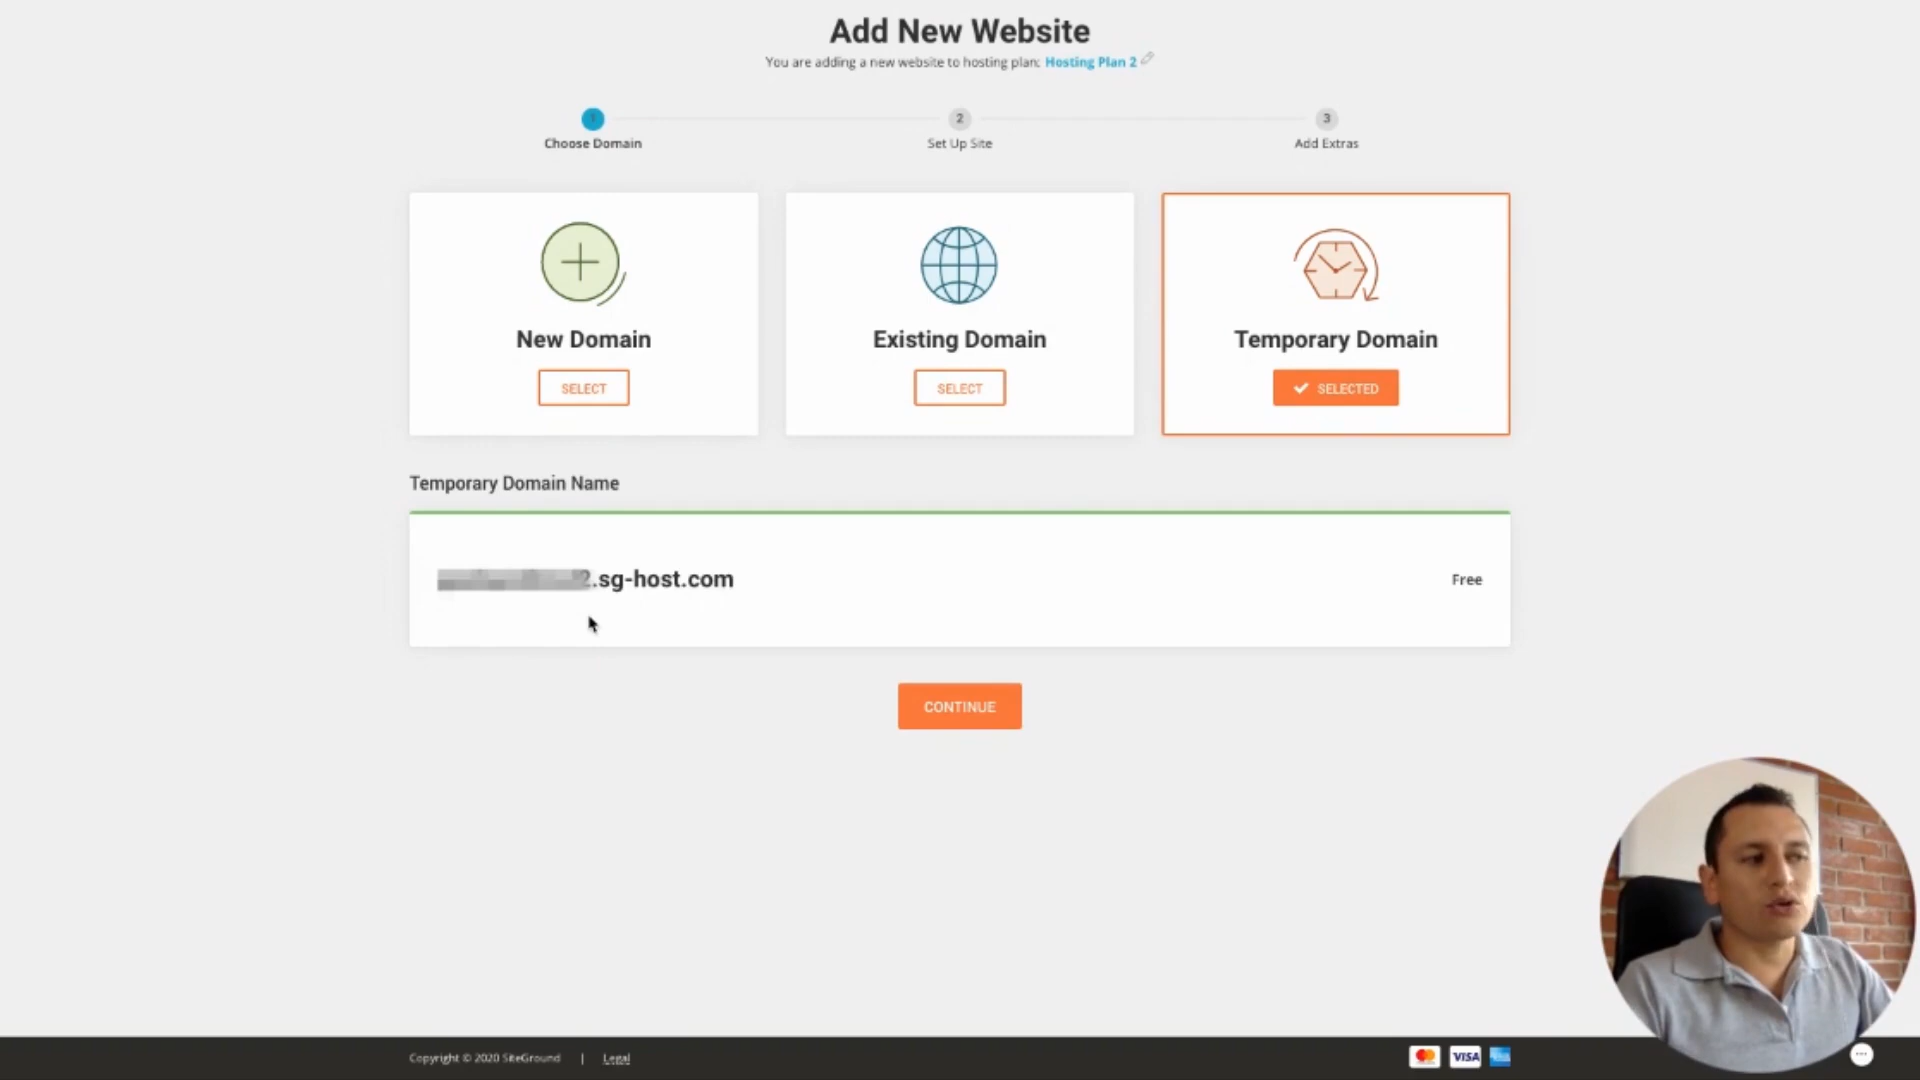 Add New Website
You are adding a new website to hosting plan: Hosting Plan 2
1
2
3
Choose Domain
Set Up Site
Add Extras
New Domain
Existing Domain
Temporary Domain
SELECT
SELECT
SELECTED
Temporary Domain Name
2.sg-host.com
Free
CONTINUE
Copyright © 2020 SiteGround | Legal
VISA